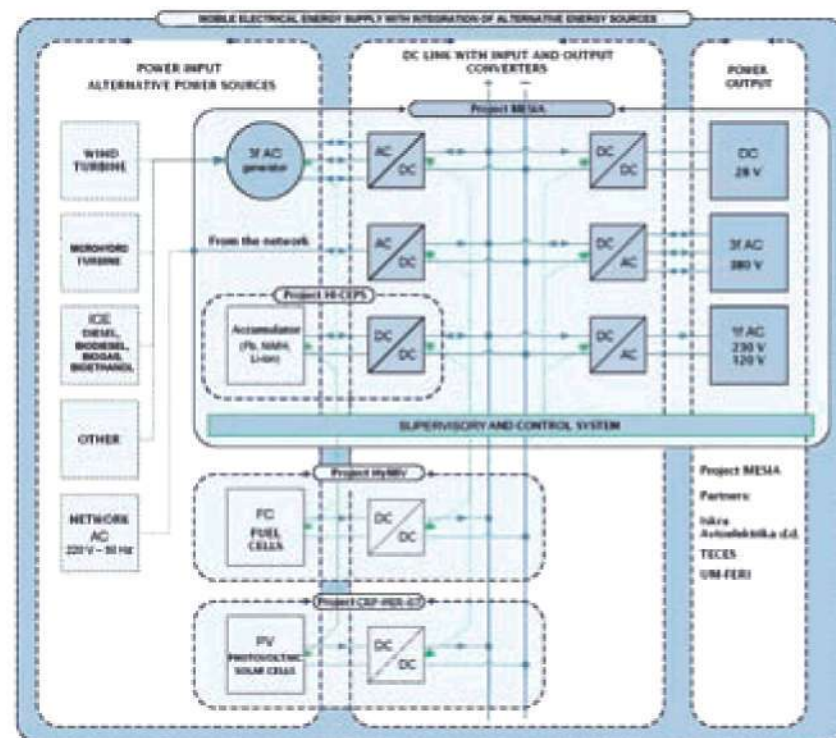 MOBILE ELECTRICAL ENERGY SUPPLY WITH INTEGRATION OF ALTERNATIVE ENERGY SOURCES
POWER INPUT
ALTERNATIVE POWER SOURCES
DC LINK WITH INPUT AND OUTPUT
CONVERTERS
POWER
OUTPUT
+ −
Project MESIA
WIND
TURBINE
3f AC
generator
AC
DC
DC
DC
DC
28 V
MICROHYDRO
TURBINE
From the network
AC
DC
DC
AC
3f AC
380 V
Project HI-CEPS
ICE
DIESEL,
BIODIESEL,
BIOGAS,
BIOETHANOL
Accumulator
(Pb, NiMH,
Li-ion)
DC
DC
DC
AC
1f AC
230 V
120 V
OTHER
SUPERVISORY AND CONTROL SYSTEM
NETWORK
AC
220 V – 50 Hz
Project
FC
FUEL
CELLS
DC
DC
Project
PV
PHOTOVOLTAIC
SOLAR CELLS
DC
DC
Project MESIA
Partners:
Iskra
Avtoelektrika d.d.
TECES
UM-FERI